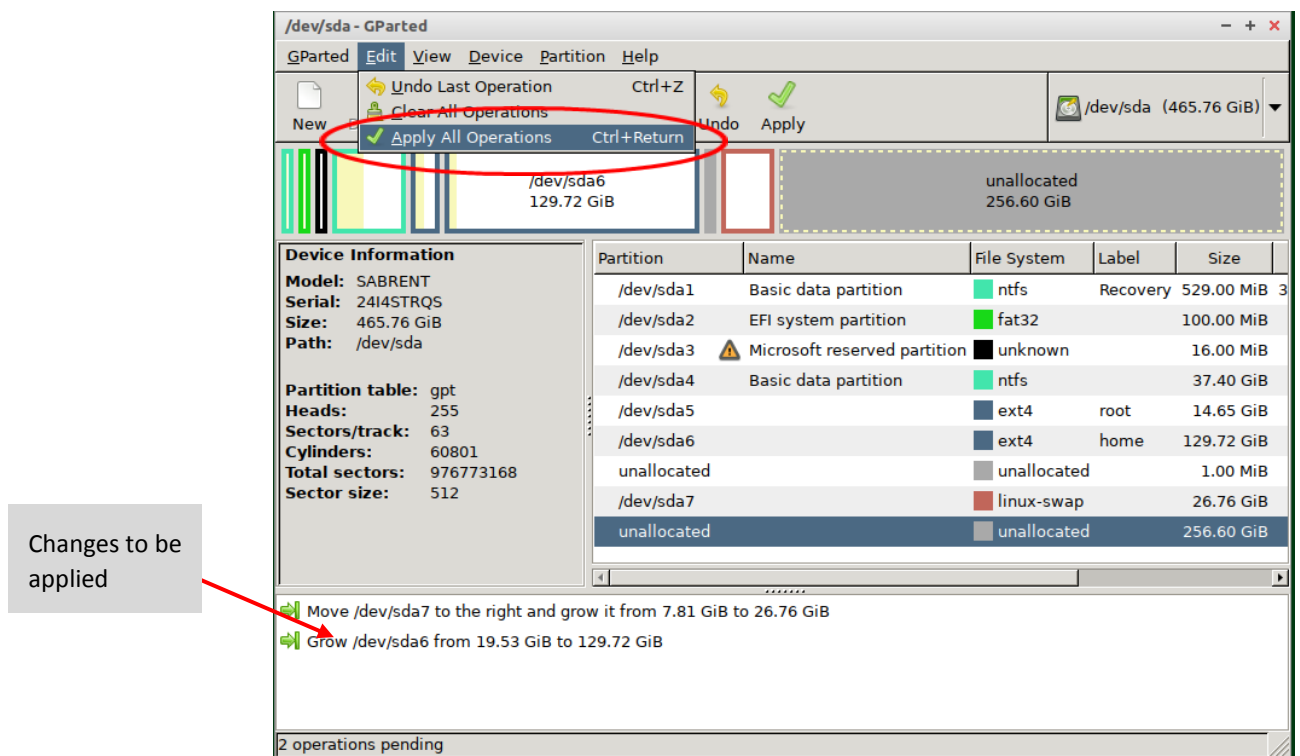 /dev/sda - GParted
GParted Edit View Device Partition Help
Undo Last Operation Ctrl+Z
Clear All Operations
Apply All Operations Ctrl+Return
New Undo Apply
/dev/sda (465.76 GiB)
/dev/sda6
129.72 GiB
unallocated
256.60 GiB
Device Information
Model: SABRENT
Serial: 24I4STRQS
Size: 465.76 GiB
Path: /dev/sda
Partition table: gpt
Heads: 255
Sectors/track: 63
Cylinders: 60801
Total sectors: 976773168
Sector size: 512
Partition Name File System Label Size
/dev/sda1 Basic data partition ntfs Recovery 529.00 MiB 3
/dev/sda2 EFI system partition fat32 100.00 MiB
/dev/sda3 Microsoft reserved partition unknown 16.00 MiB
/dev/sda4 Basic data partition ntfs 37.40 GiB
/dev/sda5 ext4 root 14.65 GiB
/dev/sda6 ext4 home 129.72 GiB
unallocated unallocated 1.00 MiB
/dev/sda7 linux-swap 26.76 GiB
unallocated unallocated 256.60 GiB
Changes to be
applied
Move /dev/sda7 to the right and grow it from 7.81 GiB to 26.76 GiB
Grow /dev/sda6 from 19.53 GiB to 129.72 GiB
2 operations pending